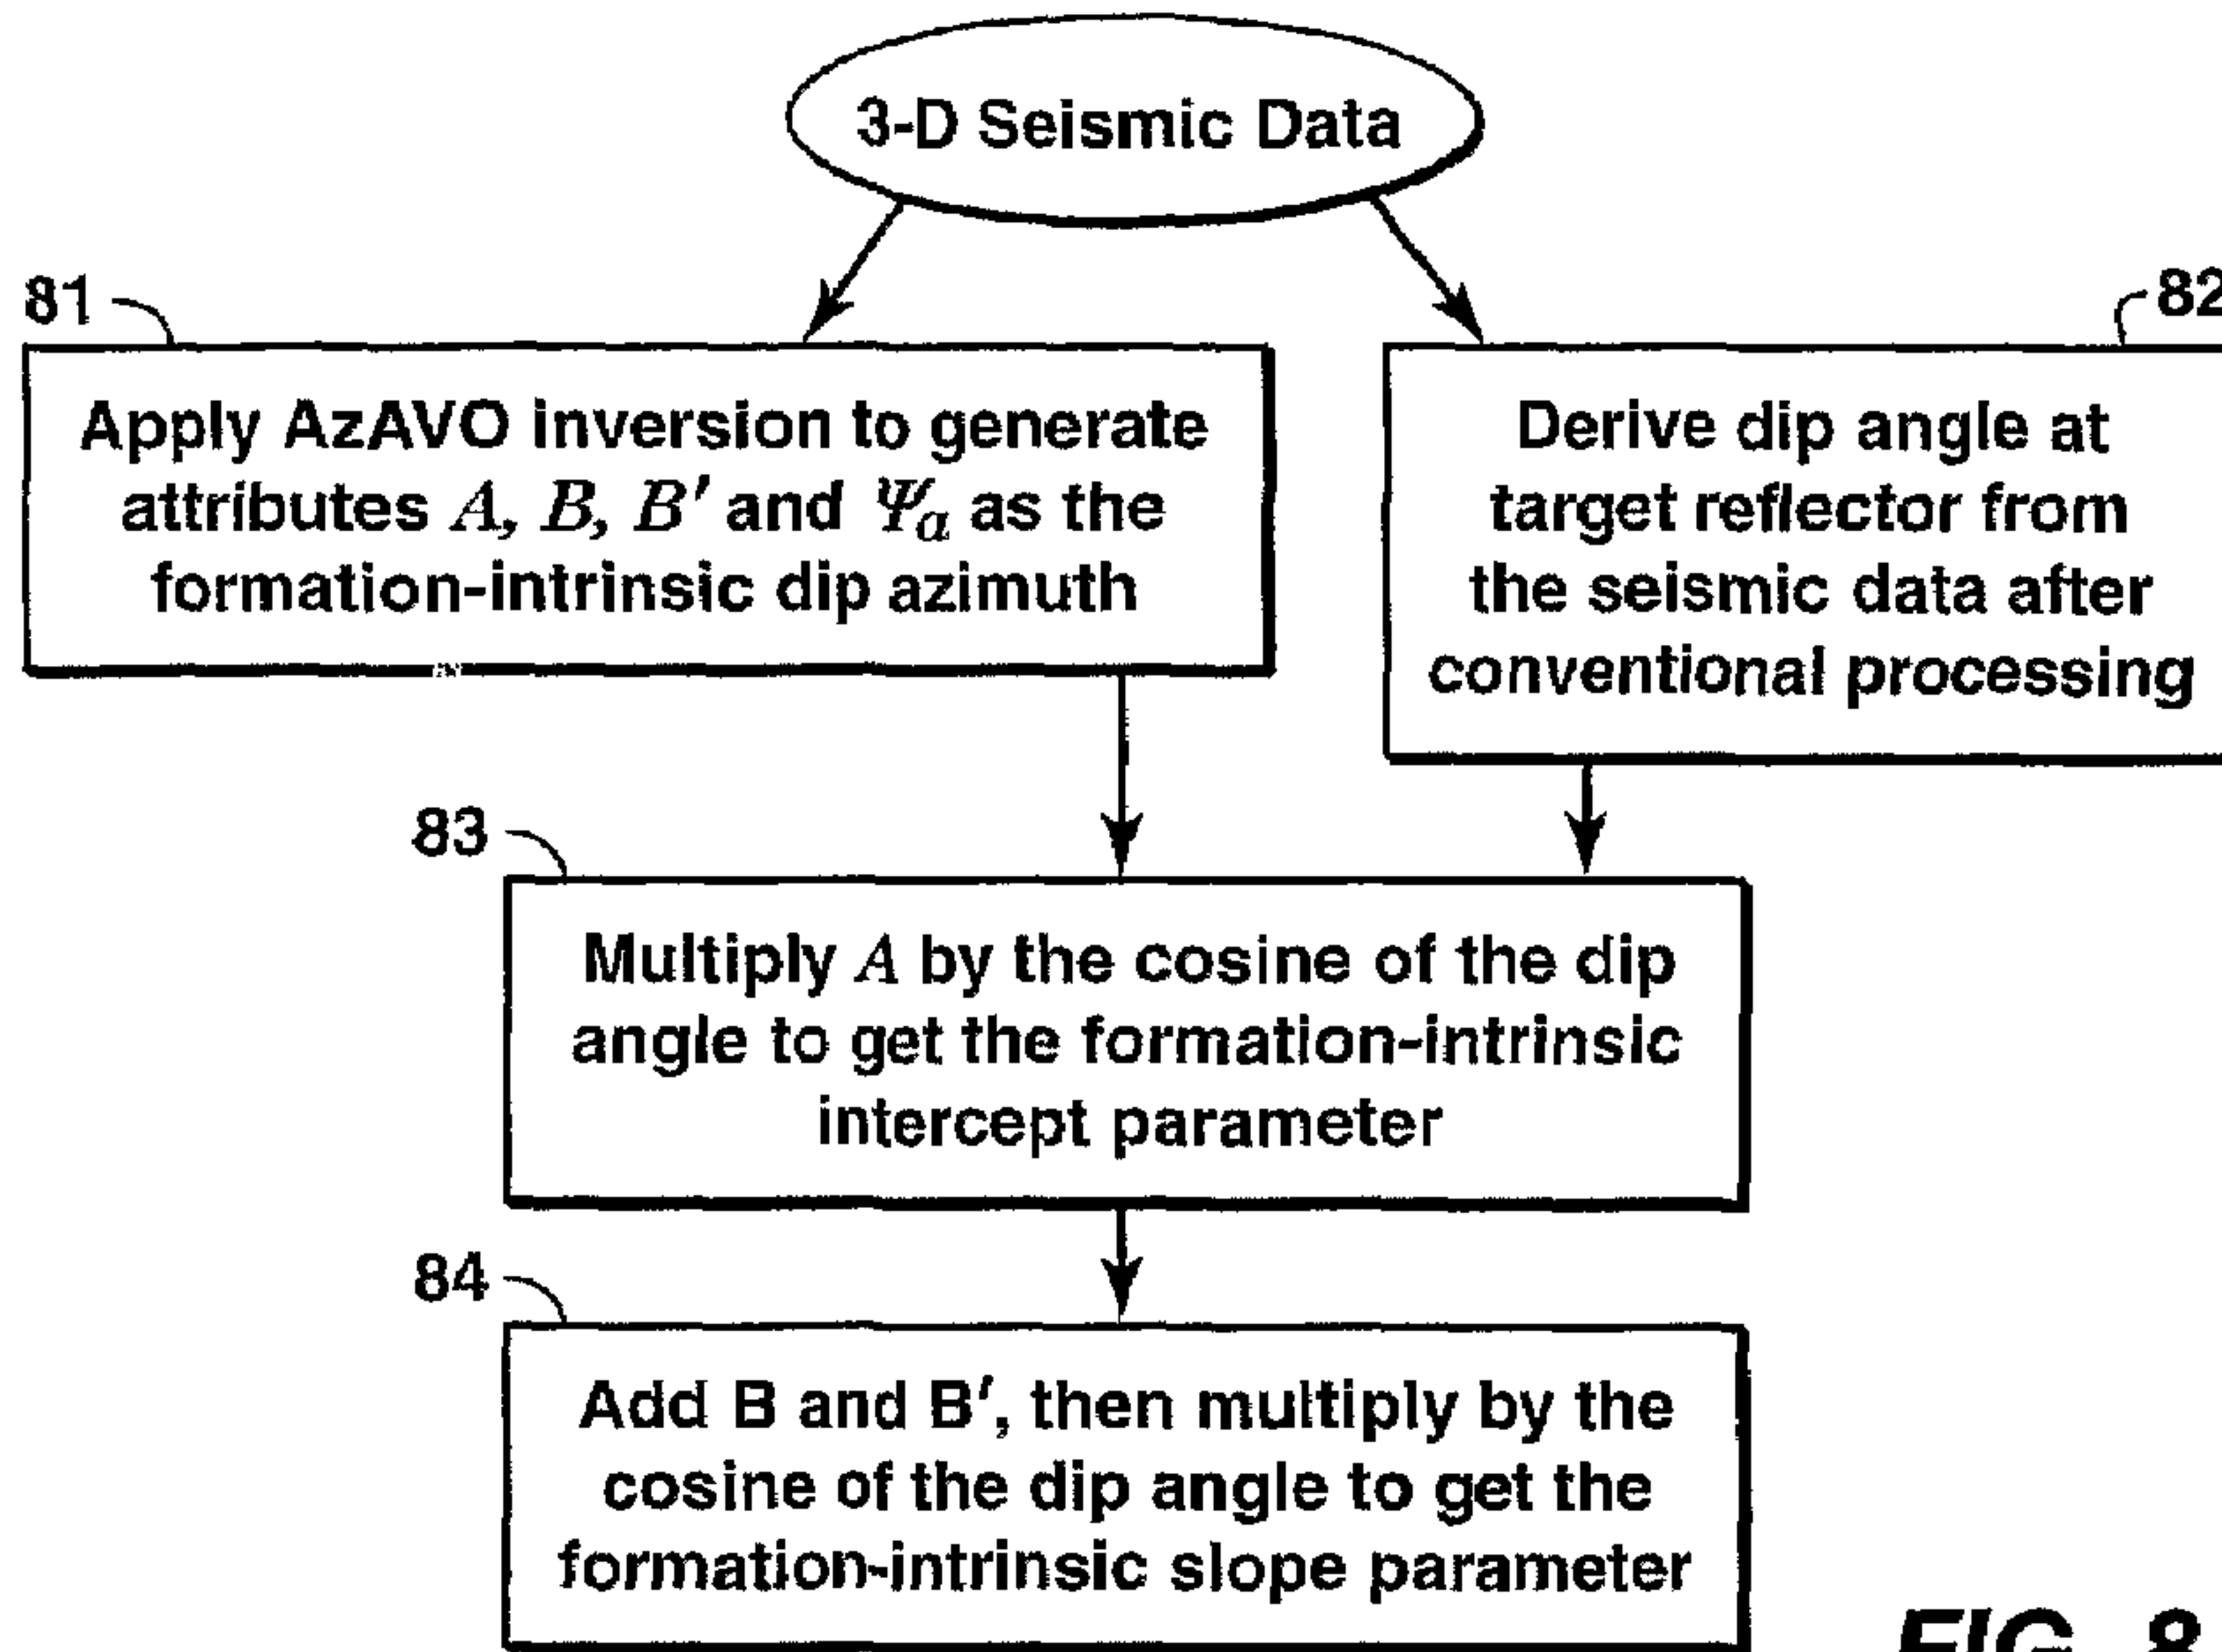 3-D Seismic Data
81
82
Apply AzAVO inversion to generate
attributes A, B, B′ and Ψa as the
formation-intrinsic dip azimuth
Derive dip angle at
target reflector from
the seismic data after
conventional processing
83
Multiply A by the cosine of the dip
angle to get the formation-intrinsic
intercept parameter
84
Add B and B′, then multiply by the
cosine of the dip angle to get the
formation-intrinsic slope parameter
FIG. 8